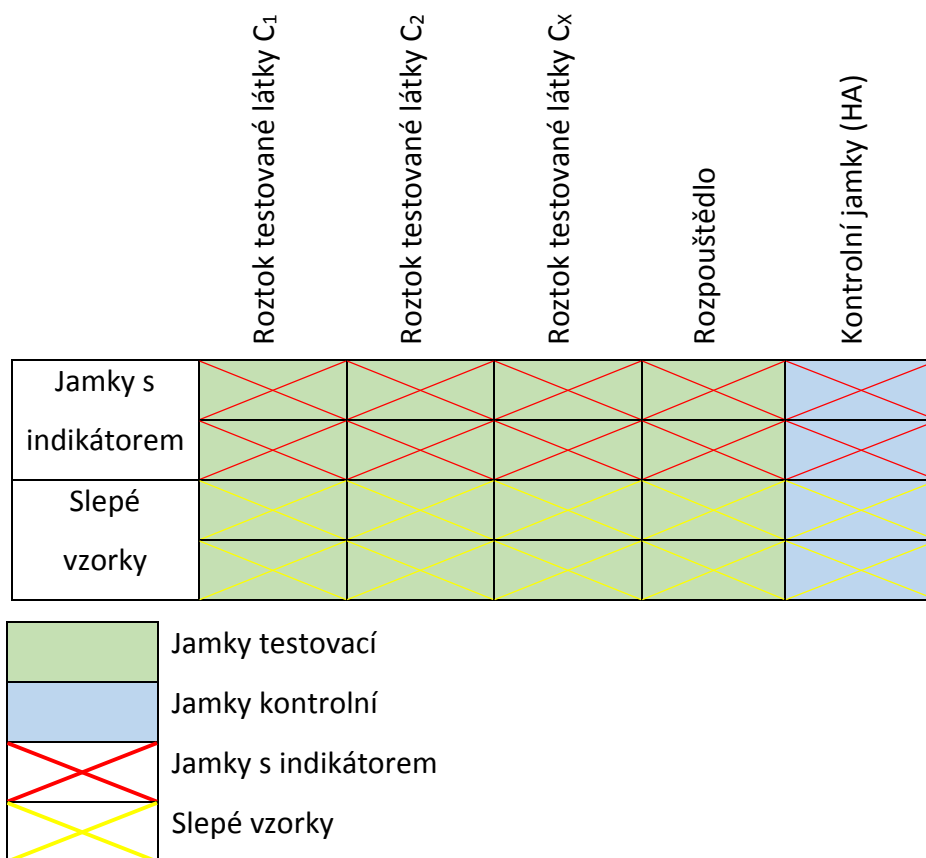 Roztok testované látky C₁
Roztok testované látky C₂
Roztok testované látky Cₓ
Rozpouštědlo
Kontrolní jamky (HA)
Jamky s
indikátorem
Slepé
vzorky
Jamky testovací
Jamky kontrolní
Jamky s indikátorem
Slepé vzorky